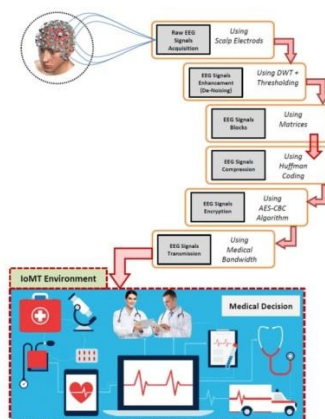 Raw EEG
Signals
Acquisition
Using
Scalp Electrods
EEG Signals
Enhancement
(De-Noising)
Using DWT +
Thresholding
EEG Signals
Blocks
Using
Matrices
EEG Signals
Compression
Using
Huffman
Coding
EEG Signals
Encryption
Using
AES-CBC
Algorithm
EEG Signals
Transmission
Using
Medical
Bandwidth
IoMT Environment
Medical Decision